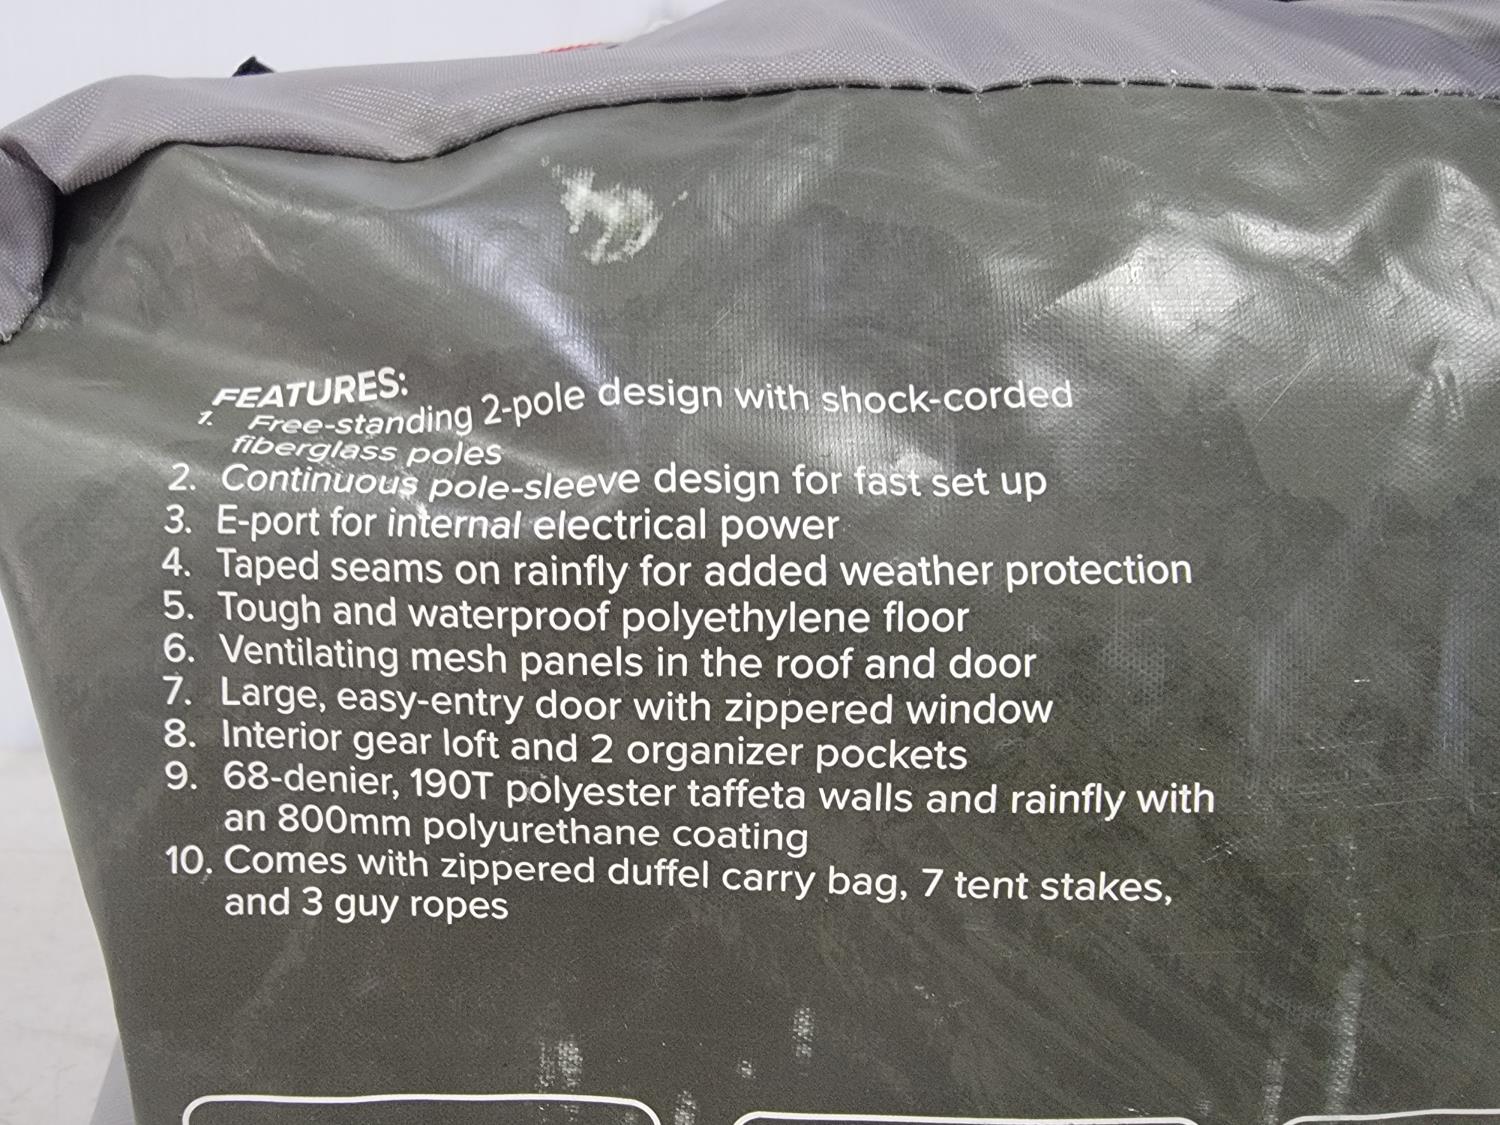 FEATURES:
1. Free-standing 2-pole design with shock-corded
fiberglass poles
2. Continuous pole-sleeve design for fast set up
3. E-port for internal electrical power
4. Taped seams on rainfly for added weather protection
5. Tough and waterproof polyethylene floor
6. Ventilating mesh panels in the roof and door
7. Large, easy-entry door with zippered window
8. Interior gear loft and 2 organizer pockets
9. 68-denier, 190T polyester taffeta walls and rainfly with
an 800mm polyurethane coating
10. Comes with zippered duffel carry bag, 7 tent stakes,
and 3 guy ropes